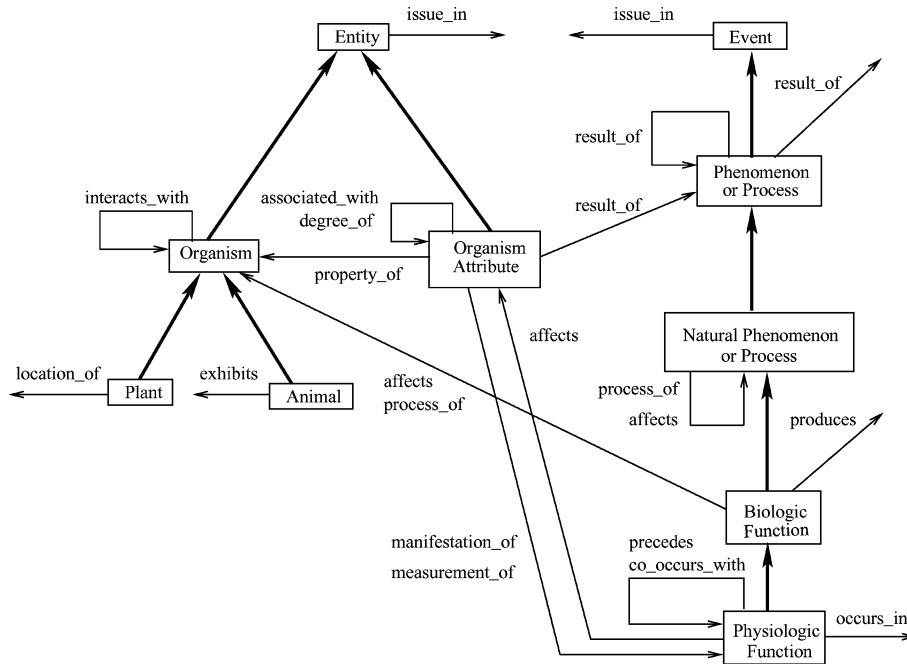 issue_in
issue_in
Entity
Event
result_of
result_of
Phenomenon
or Process
interacts_with
associated_with
degree_of
result_of
Organism
Organism
Attribute
property_of
affects
Natural Phenomenon
or Process
location_of
exhibits
affects
process_of
process_of
affects
produces
Plant
Animal
Biologic
Function
manifestation_of
measurement_of
precedes
co_occurs_with
occurs_in
Physiologic
Function